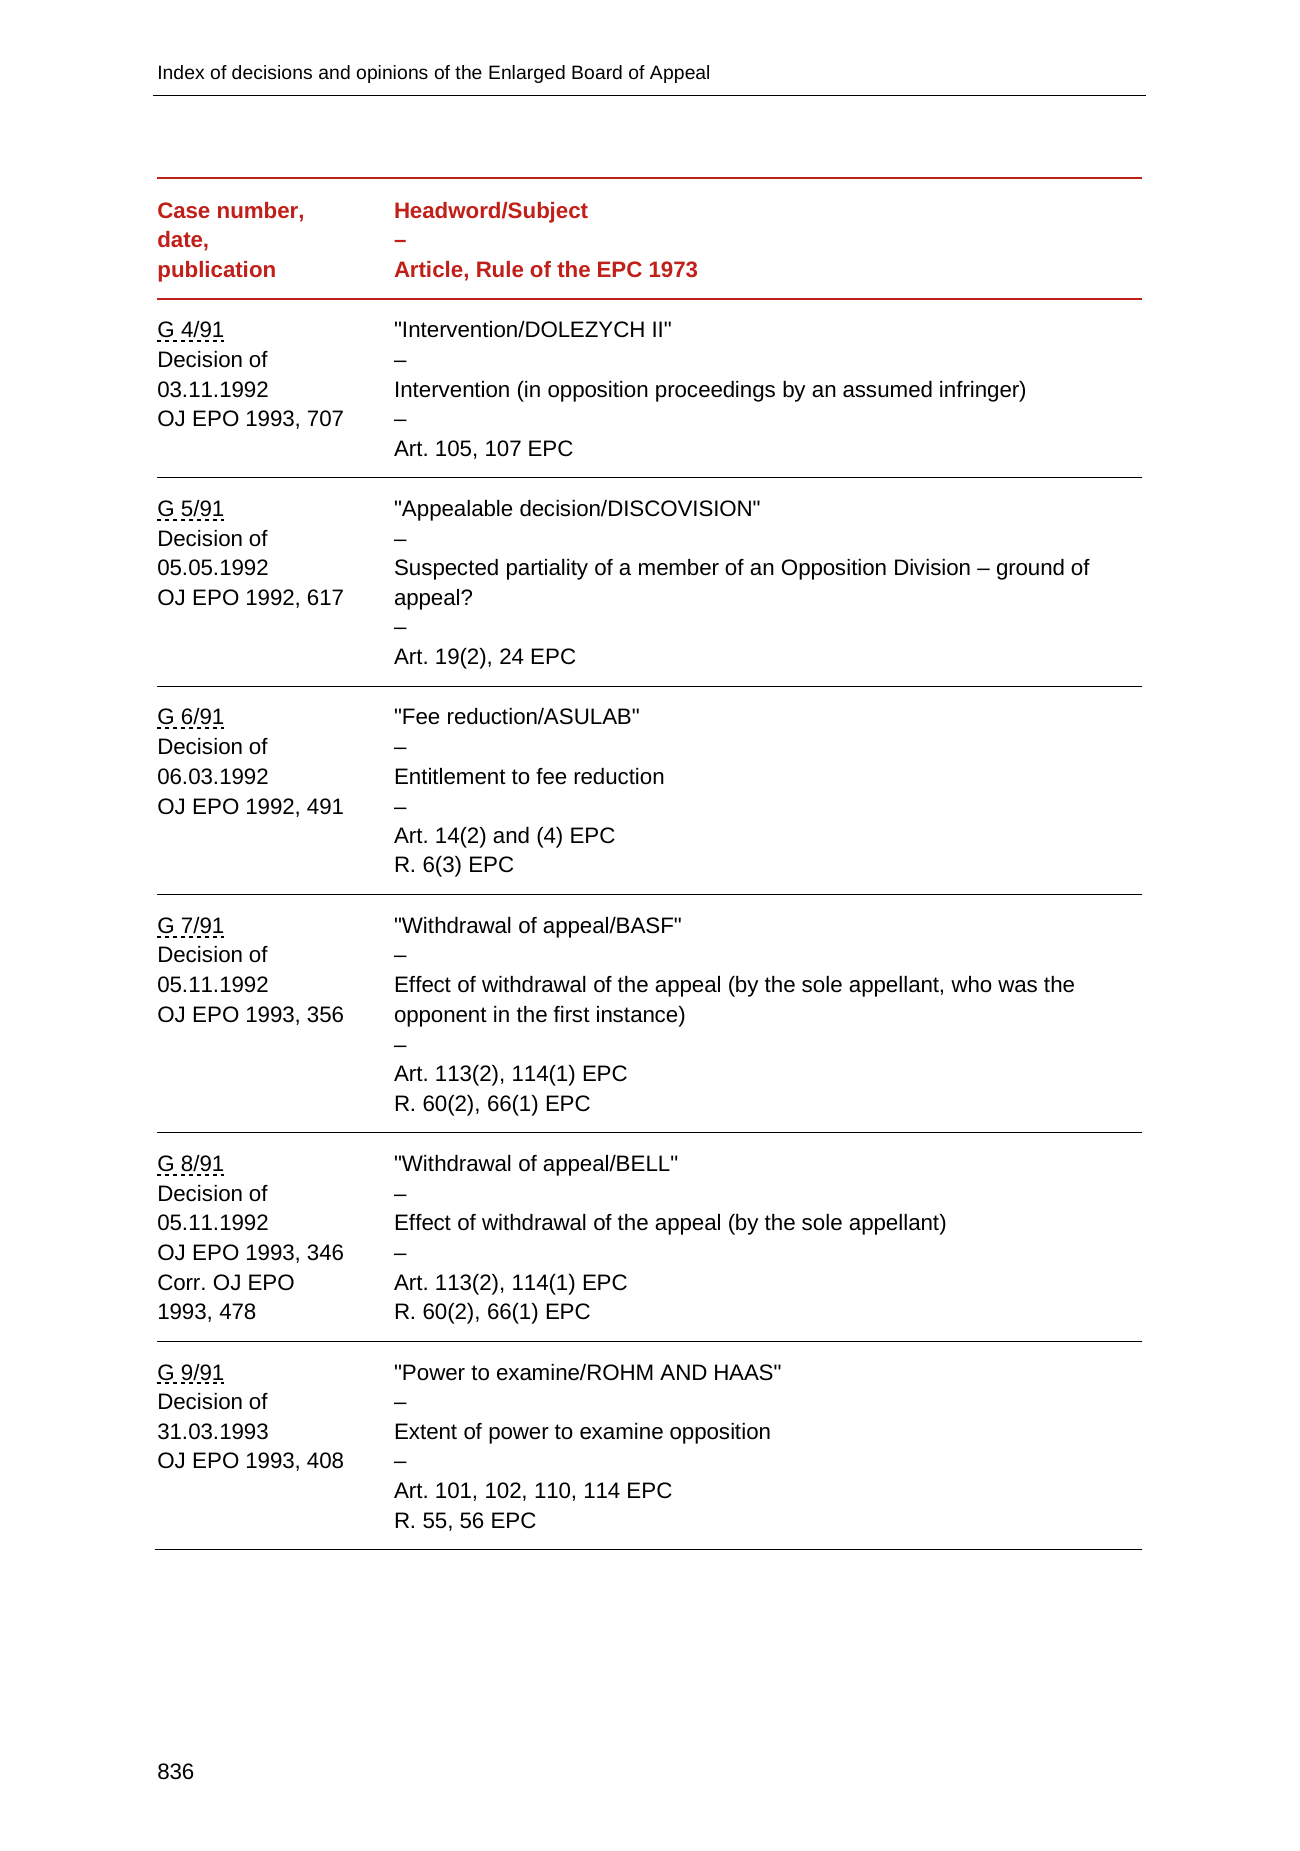 Index of decisions and opinions of the Enlarged Board of Appeal
Case number,
date,
publication
Headword/Subject
–
Article, Rule of the EPC 1973
G 4/91
Decision of
03.11.1992
OJ EPO 1993, 707
"Intervention/DOLEZYCH II"
–
Intervention (in opposition proceedings by an assumed infringer)
–
Art. 105, 107 EPC
G 5/91
Decision of
05.05.1992
OJ EPO 1992, 617
"Appealable decision/DISCOVISION"
–
Suspected partiality of a member of an Opposition Division – ground of
appeal?
–
Art. 19(2), 24 EPC
G 6/91
Decision of
06.03.1992
OJ EPO 1992, 491
"Fee reduction/ASULAB"
–
Entitlement to fee reduction
–
Art. 14(2) and (4) EPC
R. 6(3) EPC
G 7/91
Decision of
05.11.1992
OJ EPO 1993, 356
"Withdrawal of appeal/BASF"
–
Effect of withdrawal of the appeal (by the sole appellant, who was the
opponent in the first instance)
–
Art. 113(2), 114(1) EPC
R. 60(2), 66(1) EPC
G 8/91
Decision of
05.11.1992
OJ EPO 1993, 346
Corr. OJ EPO
1993, 478
"Withdrawal of appeal/BELL"
–
Effect of withdrawal of the appeal (by the sole appellant)
–
Art. 113(2), 114(1) EPC
R. 60(2), 66(1) EPC
G 9/91
Decision of
31.03.1993
OJ EPO 1993, 408
"Power to examine/ROHM AND HAAS"
–
Extent of power to examine opposition
–
Art. 101, 102, 110, 114 EPC
R. 55, 56 EPC
836